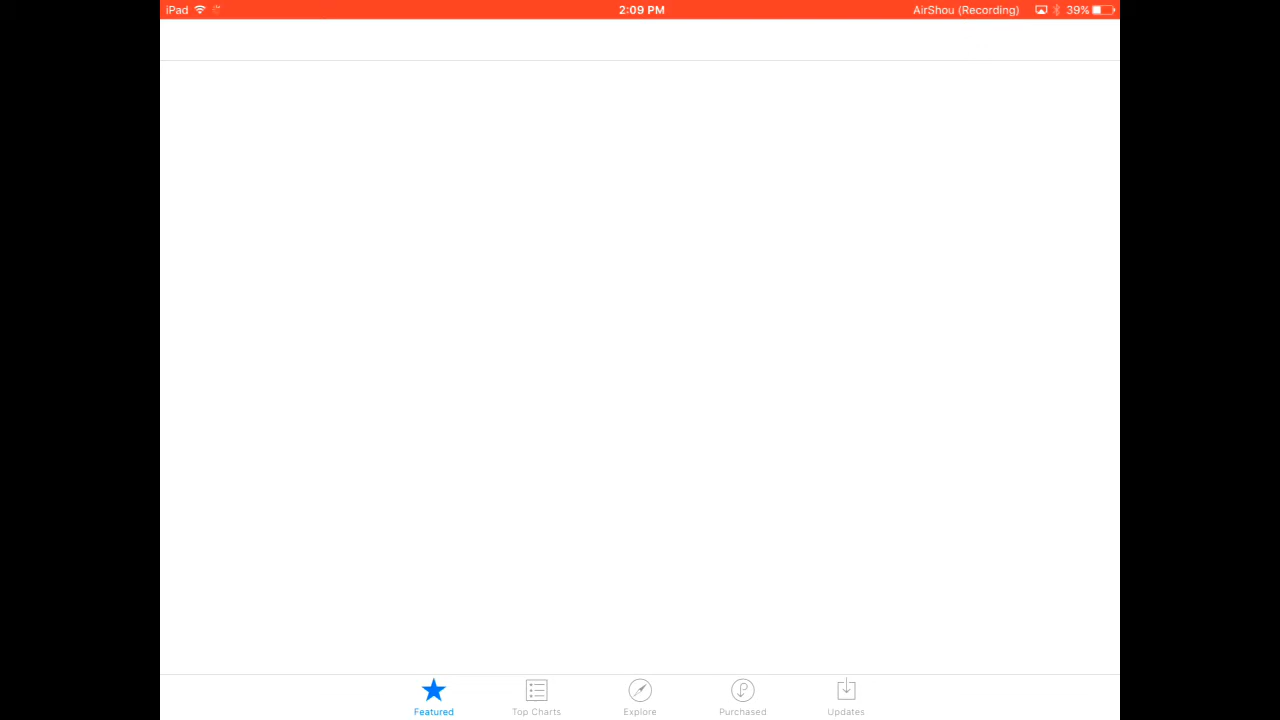 iPad 2:09 PM AirShou (Recording) 39%
Featured Top Charts Explore Purchased Updates